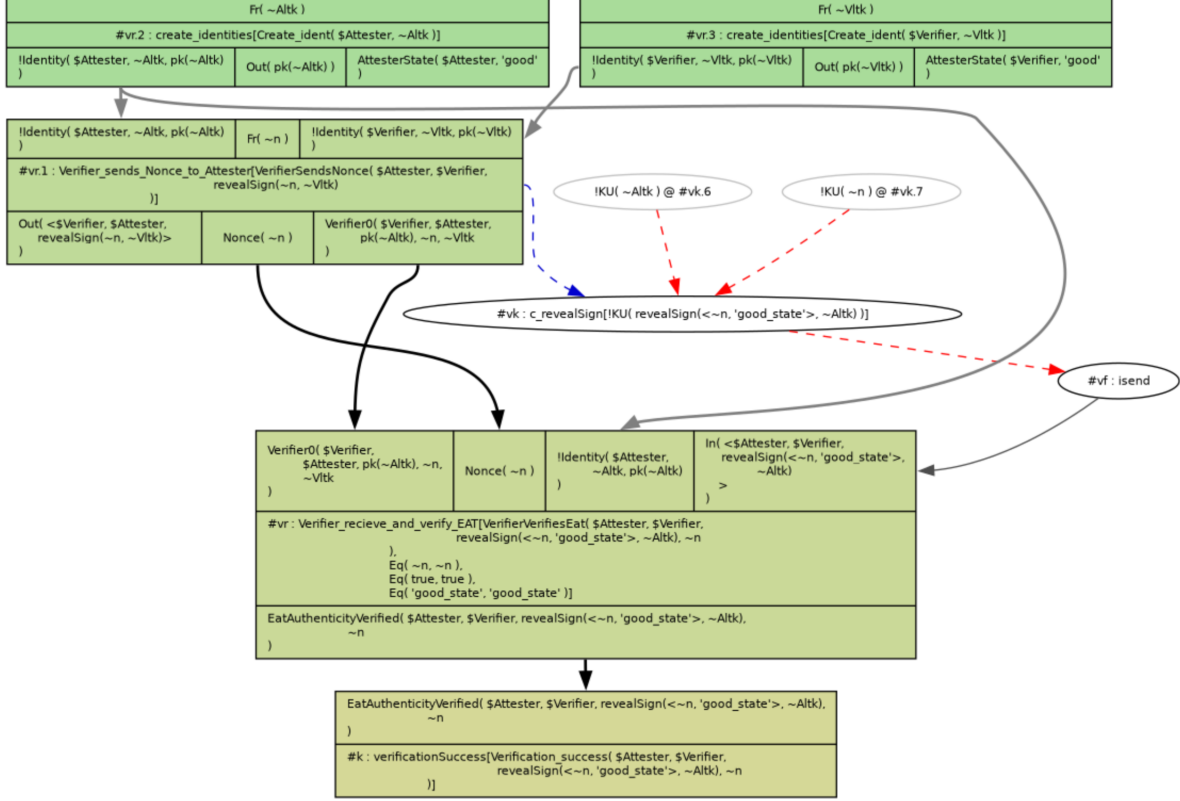 Fr( ~Altk )
#vr.2 : create_identities[Create_ident( $Attester, ~Altk )]
!Identity( $Attester, ~Altk, pk(~Altk)
)
Out( pk(~Altk) )
AttesterState( $Attester, 'good'
)
Fr( ~Vltk )
#vr.3 : create_identities[Create_ident( $Verifier, ~Vltk )]
!Identity( $Verifier, ~Vltk, pk(~Vltk)
)
Out( pk(~Vltk) )
AttesterState( $Verifier, 'good'
)
!Identity( $Attester, ~Altk, pk(~Altk)
)
Fr( ~n )
!Identity( $Verifier, ~Vltk, pk(~Vltk)
)
#vr.1 : Verifier_sends_Nonce_to_Attester[VerifierSendsNonce( $Attester, $Verifier,
revealSign(~n, ~Vltk)
)]
Out( <$Verifier, $Attester,
revealSign(~n, ~Vltk)>
)
Nonce( ~n )
Verifier0( $Verifier, $Attester,
pk(~Altk), ~n, ~Vltk
)
!KU( ~Altk ) @ #vk.6
!KU( ~n ) @ #vk.7
#vk : c_revealSign[!KU( revealSign(<~n, 'good_state'>, ~Altk) )]
#vf : isend
Verifier0( $Verifier,
$Attester, pk(~Altk), ~n,
~Vltk
)
Nonce( ~n )
!Identity( $Attester,
~Altk, pk(~Altk)
)
In( <$Attester, $Verifier,
revealSign(<~n, 'good_state'>,
~Altk)
>
)
#vr : Verifier_recieve_and_verify_EAT[VerifierVerifiesEat( $Attester, $Verifier,
revealSign(<~n, 'good_state'>, ~Altk), ~n
),
Eq( ~n, ~n ),
Eq( true, true ),
Eq( 'good_state', 'good_state' )]
EatAuthenticityVerified( $Attester, $Verifier, revealSign(<~n, 'good_state'>, ~Altk),
~n
)
EatAuthenticityVerified( $Attester, $Verifier, revealSign(<~n, 'good_state'>, ~Altk),
~n
)
#k : verificationSuccess[Verification_success( $Attester, $Verifier,
revealSign(<~n, 'good_state'>, ~Altk), ~n
)]